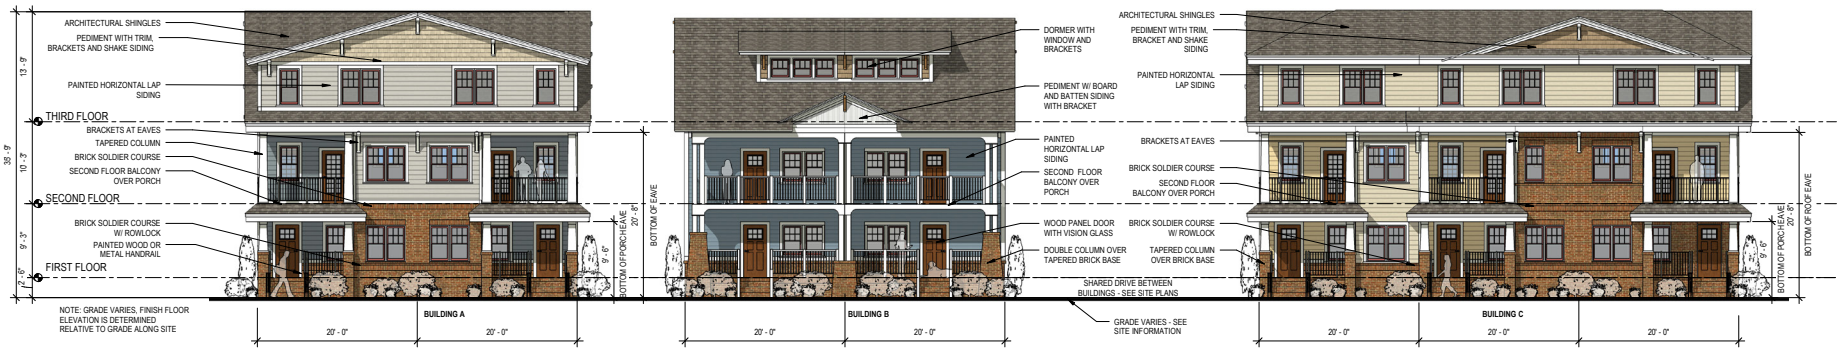 ARCHITECTURAL SHINGLES
PEDIMENT WITH TRIM,
BRACKETS AND SHAKE SIDING
PAINTED HORIZONTAL LAP
SIDING
THIRD FLOOR
BRACKETS AT EAVES
TAPERED COLUMN
BRICK SOLDIER COURSE
SECOND FLOOR BALCONY
OVER PORCH
SECOND FLOOR
BRICK SOLDIER COURSE
W/ ROWLOCK
PAINTED WOOD OR
METAL HANDRAIL
FIRST FLOOR
38' - 9"
13' - 9"
10' - 3"
9' - 3"
2' - 6"
NOTE: GRADE VARIES, FINISH FLOOR
ELEVATION IS DETERMINED
RELATIVE TO GRADE ALONG SITE
BUILDING A
20' - 0"
20' - 0"
9' - 6"
BOTTOM OF PORCH EAVE
20' - 8"
BOTTOM OF EAVE
DORMER WITH
WINDOW AND
BRACKETS
PEDIMENT W/ BOARD
AND BATTEN SIDING
WITH BRACKET
PAINTED
HORIZONTAL LAP
SIDING
SECOND FLOOR
BALCONY OVER
PORCH
WOOD PANEL DOOR
WITH VISION GLASS
DOUBLE COLUMN OVER
TAPERED BRICK BASE
BUILDING B
20' - 0"
20' - 0"
SHARED DRIVE BETWEEN
BUILDINGS - SEE SITE PLANS
GRADE VARIES - SEE
SITE INFORMATION
ARCHITECTURAL SHINGLES
PEDIMENT WITH TRIM,
BRACKET AND SHAKE
SIDING
PAINTED HORIZONTAL
LAP SIDING
BRACKETS AT EAVES
BRICK SOLDIER COURSE
SECOND FLOOR
BALCONY OVER PORCH
BRICK SOLDIER COURSE
W/ ROWLOCK
TAPERED COLUMN
OVER BRICK BASE
BUILDING C
20' - 0"
20' - 0"
20' - 0"
9' - 6"
BOTTOM OF PORCH EAVE
20' - 8"
BOTTOM OF ROOF EAVE